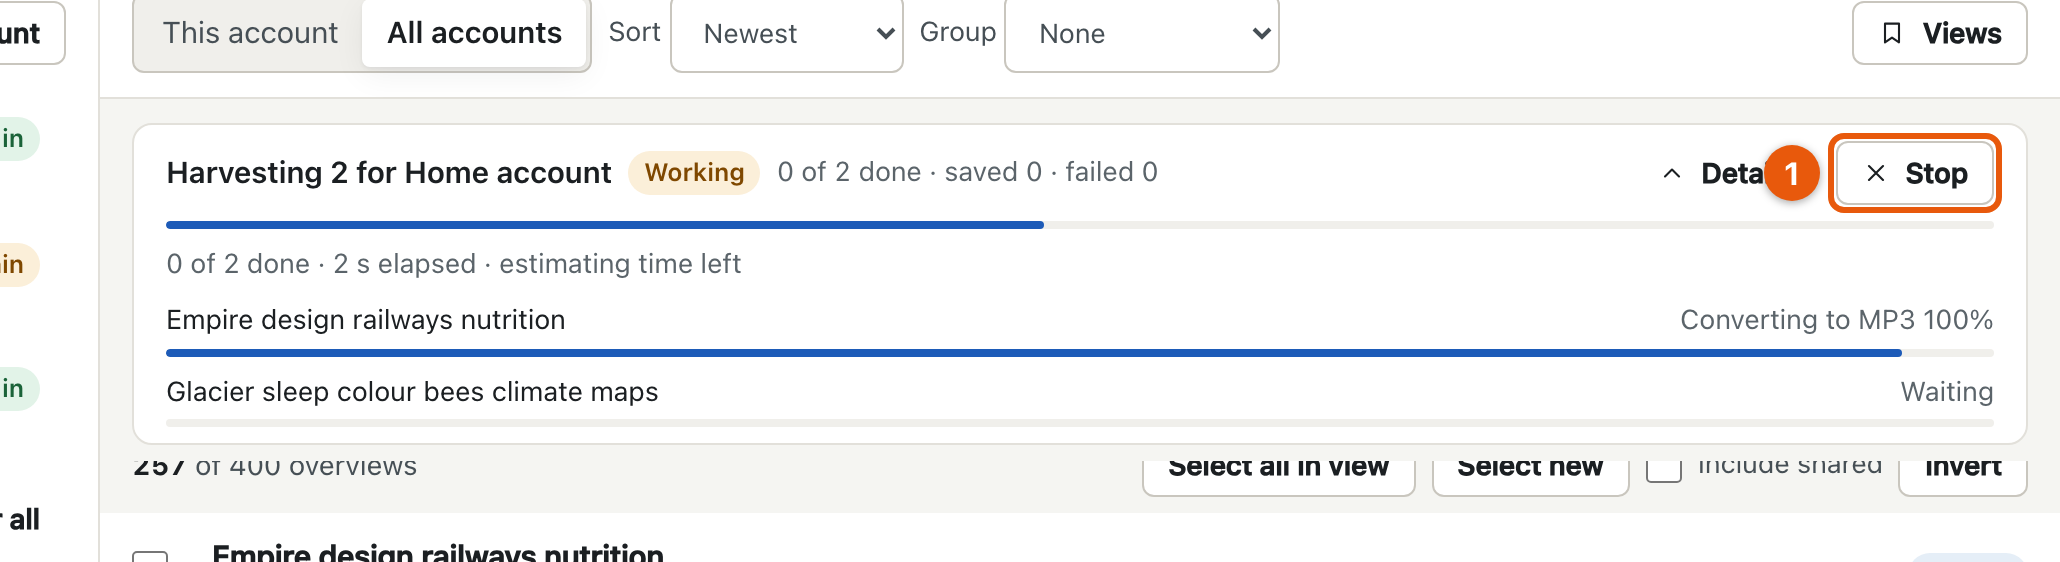 unt
This account All accounts Sort Newest Group None Views
in
Harvesting 2 for Home account Working 0 of 2 done · saved 0 · failed 0 Deta 1 Stop
0 of 2 done · 2 s elapsed · estimating time left
in
Empire design railways nutrition Converting to MP3 100%
Glacier sleep colour bees climate maps Waiting
in
257 of 400 overviews Select all in view Select new Include shared Invert
r all
Empire design railways nutrition